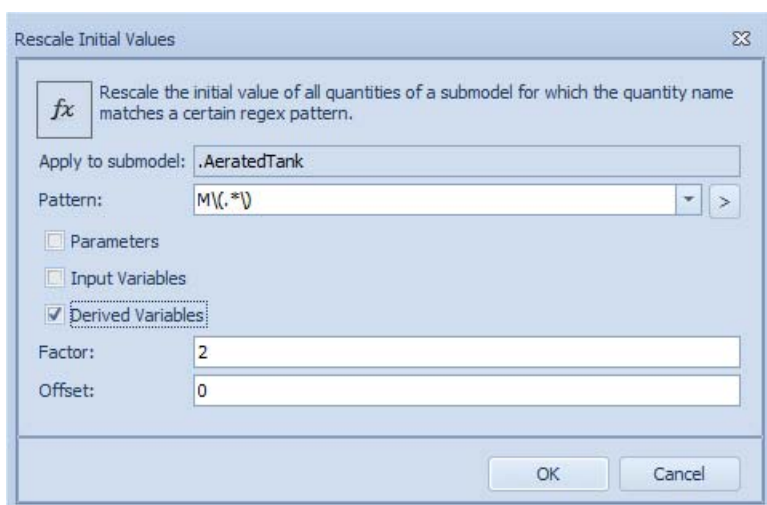 Rescale Initial Values
fx
Rescale the initial value of all quantities of a submodel for which the quantity name
matches a certain regex pattern.
Apply to submodel: .AeratedTank
Pattern: M\(.*\) >
Parameters
Input Variables
Derived Variables
Factor: 2
Offset: 0
OK Cancel